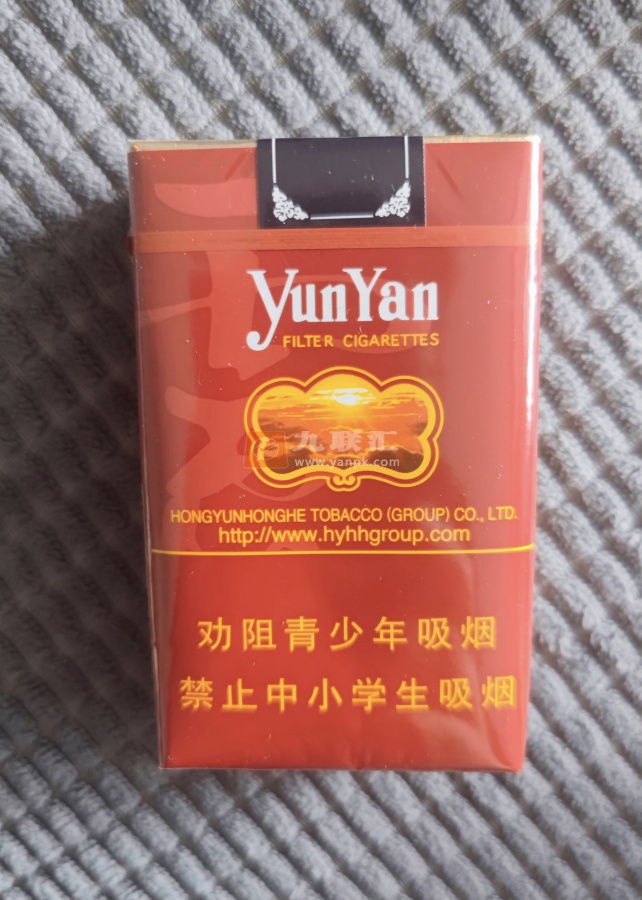 YunYan
FILTER CIGARETTES
九联汇
www.yanpk.com
HONGYUNHONGHE TOBACCO (GROUP) CO., LTD.
http://www.hyhhgroup.com
劝阻青少年吸烟
禁止中小学生吸烟